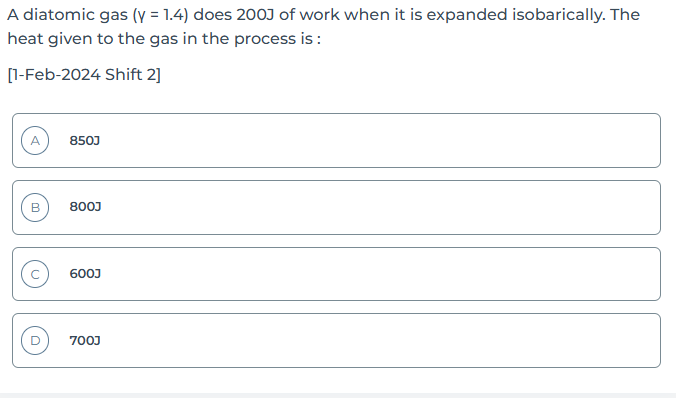 A diatomic gas (γ = 1.4) does 200J of work when it is expanded isobarically. The
heat given to the gas in the process is :
[1-Feb-2024 Shift 2]
A 850J
B 800J
C 600J
D 700J